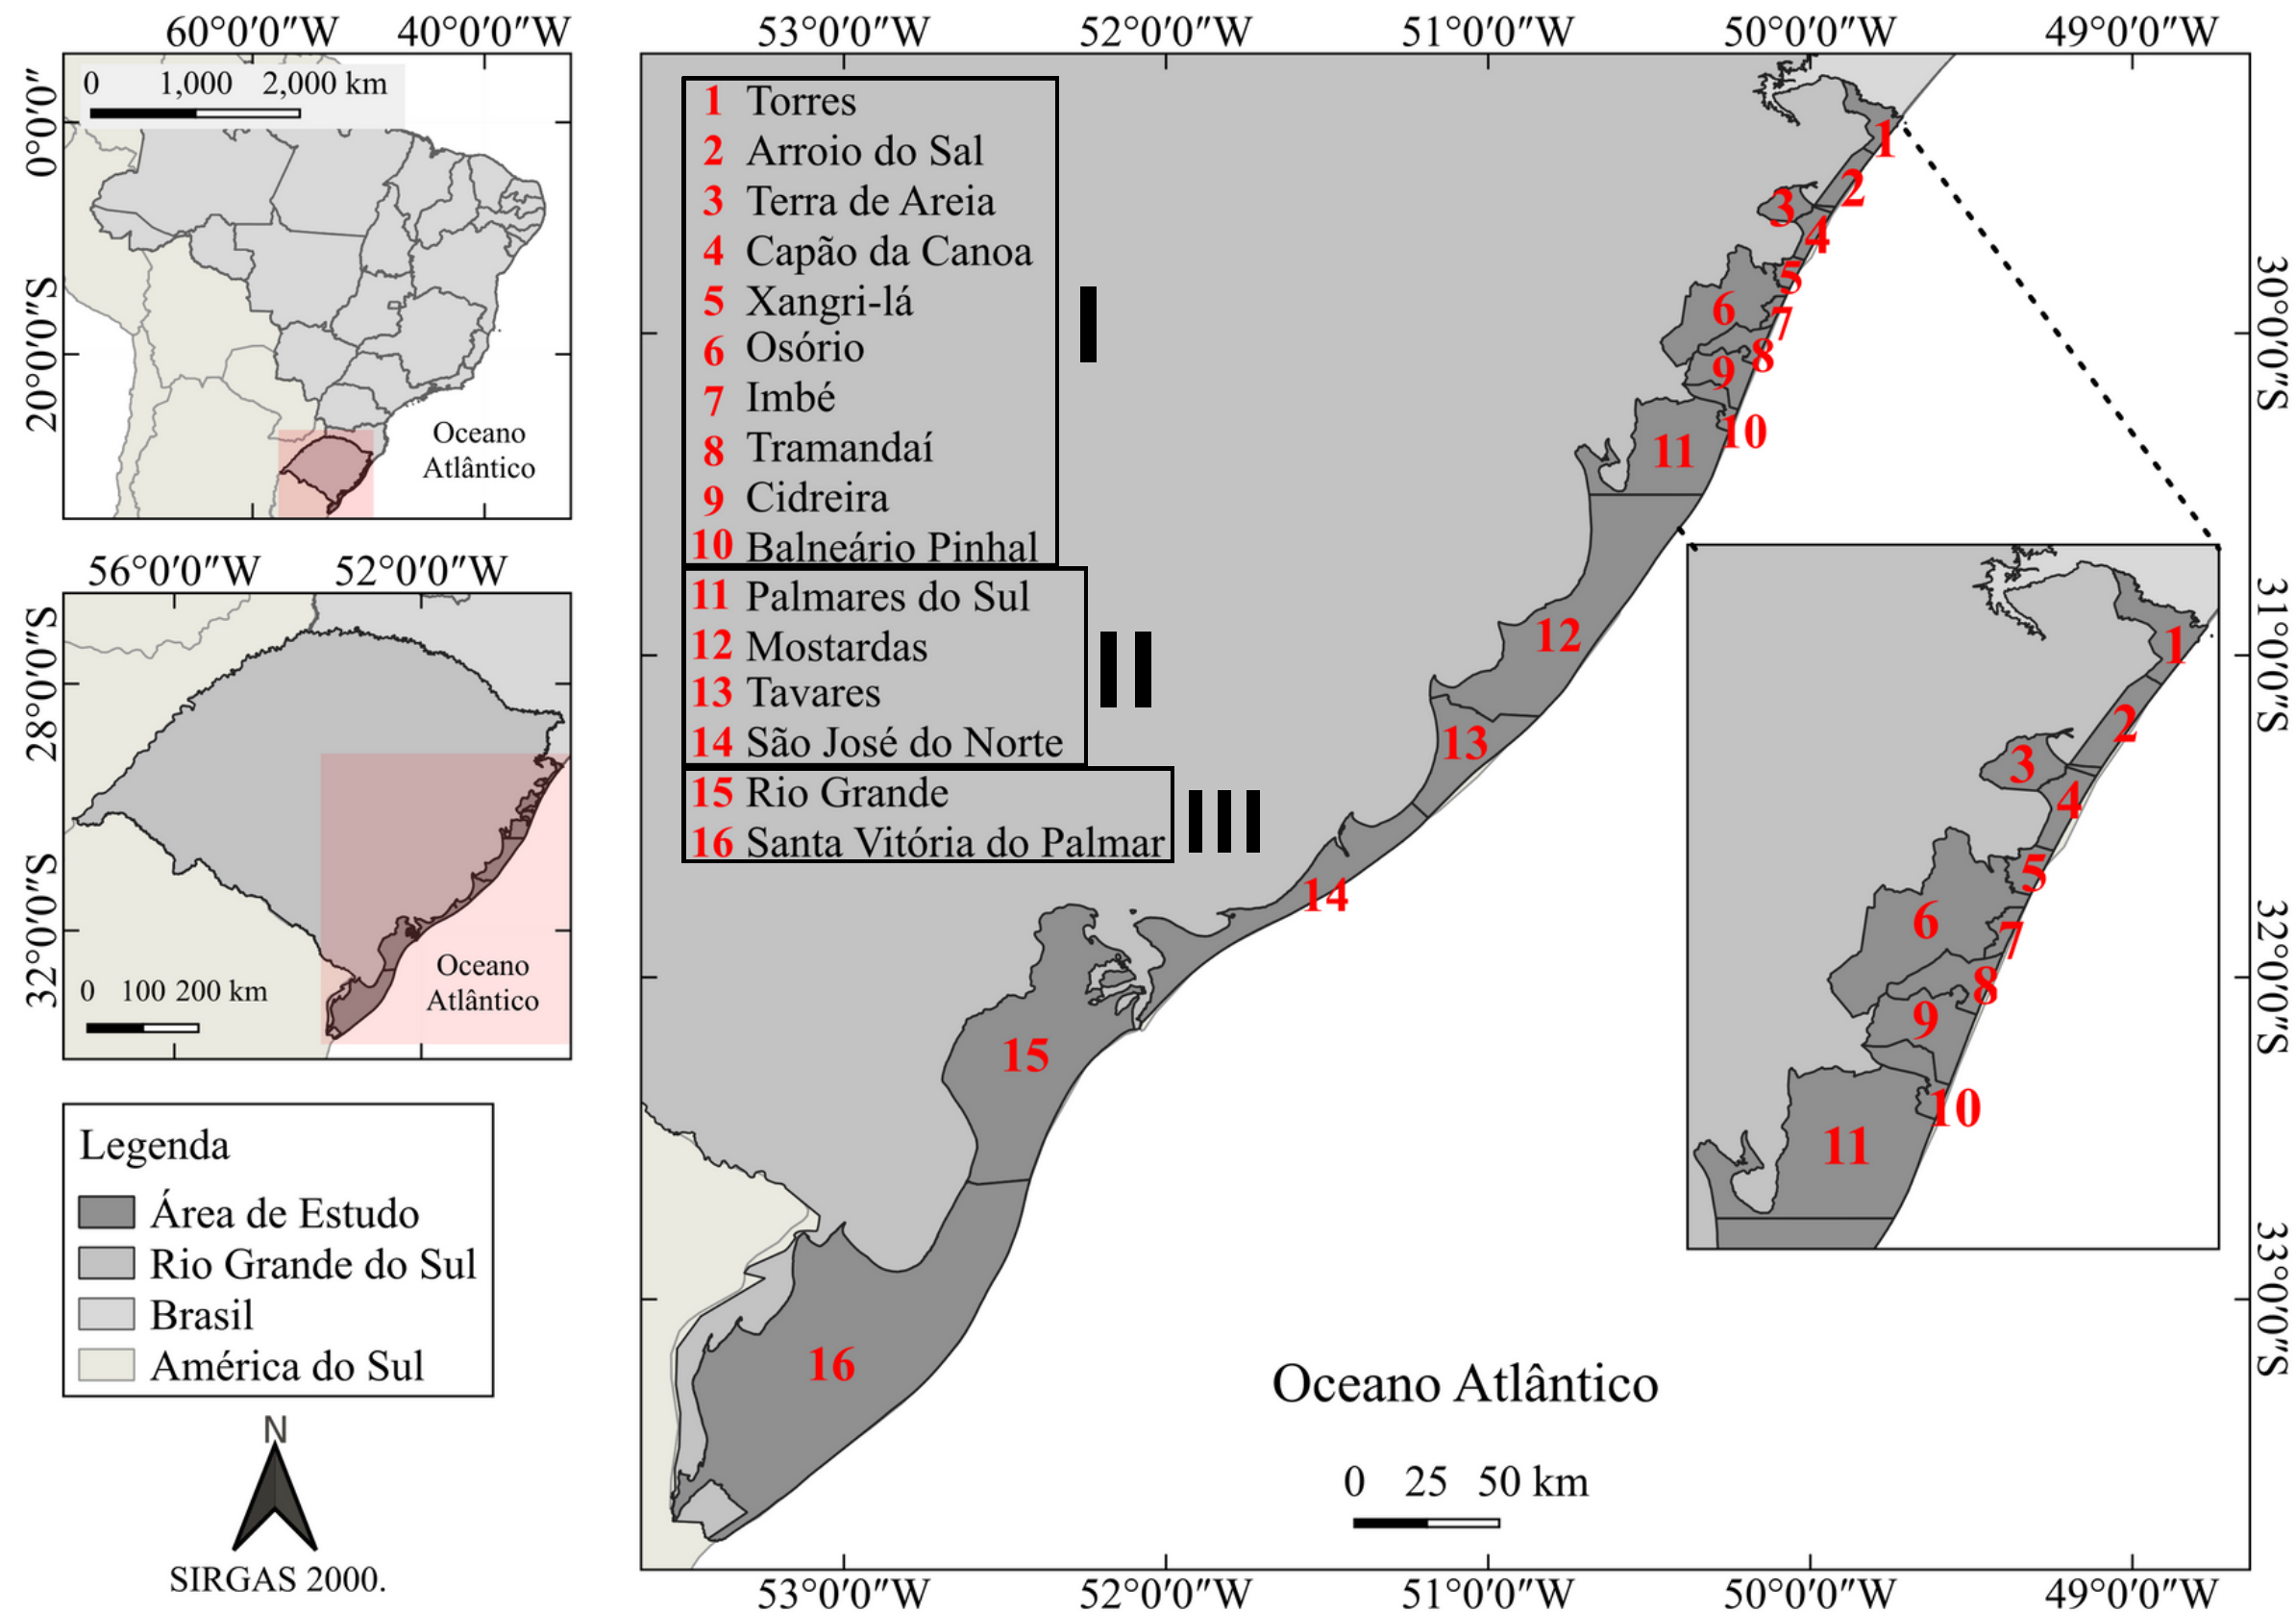 60°0′0″W 40°0′0″W
0 1,000 2,000 km
0°0′0″
20°0′0″S
Oceano
Atlântico
56°0′0″W 52°0′0″W
28°0′0″S
32°0′0″S
Oceano
Atlântico
0 100 200 km
Legenda
Área de Estudo
Rio Grande do Sul
Brasil
América do Sul
N
SIRGAS 2000.
53°0′0″W 52°0′0″W 51°0′0″W 50°0′0″W 49°0′0″W
1 Torres
2 Arroio do Sal
3 Terra de Areia
4 Capão da Canoa
5 Xangri-lá
6 Osório
7 Imbé
8 Tramandaí
9 Cidreira
10 Balneário Pinhal
I
11 Palmares do Sul
12 Mostardas
13 Tavares
14 São José do Norte
II
15 Rio Grande
16 Santa Vitória do Palmar
III
1
2
3
4
5
6
7
8
9
10
11
12
13
14
15
16
1
2
3
4
5
6
7
8
9
10
11
30°0′0″S
31°0′0″S
32°0′0″S
33°0′0″S
Oceano Atlântico
0 25 50 km
53°0′0″W 52°0′0″W 51°0′0″W 50°0′0″W 49°0′0″W